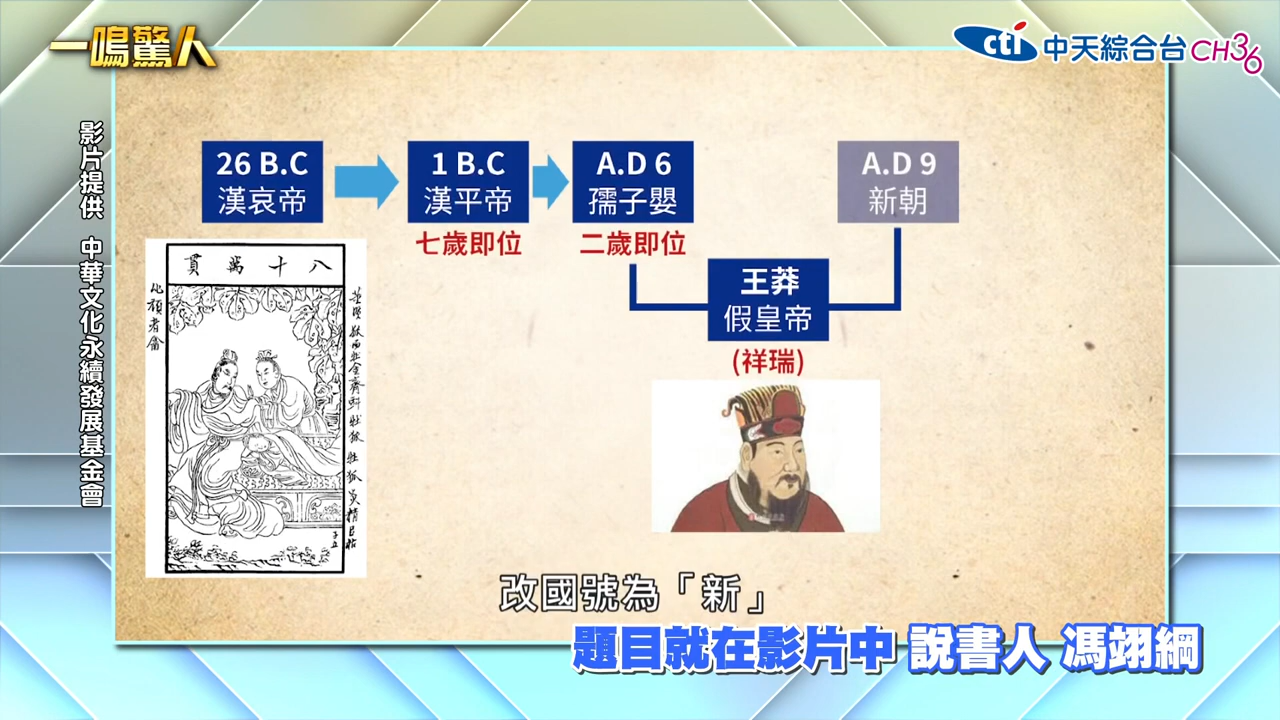 一鳴驚人
cti 中天綜合台 CH36
影片提供 中華文化永續發展基金會
26 B.C
漢哀帝
1 B.C
漢平帝
七歲即位
A.D 6
孺子嬰
二歲即位
A.D 9
新朝
王莽
假皇帝
(祥瑞)
八十萬貫
改國號為「新」
題目就在影片中 說書人 馮翊綱